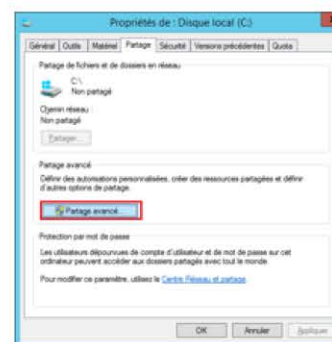 Propriétés de : Disque local (C:)
Général Outils Matériel Partage Sécurité Versions précédentes Quota
Partage de fichiers et de dossiers en réseau
C:\
Non partagé
Chemin réseau :
Non partagé
Partager...
Partage avancé
Définir des autorisations personnalisées, créer des ressources partagées et définir
d'autres options de partage.
Partage avancé...
Protection par mot de passe
Les utilisateurs dépourvus de compte d'utilisateur et de mot de passe sur cet
ordinateur peuvent accéder aux dossiers partagés avec tout le monde.
Pour modifier ce paramètre, utilisez le Centre Réseau et partage.
OK Annuler Appliquer